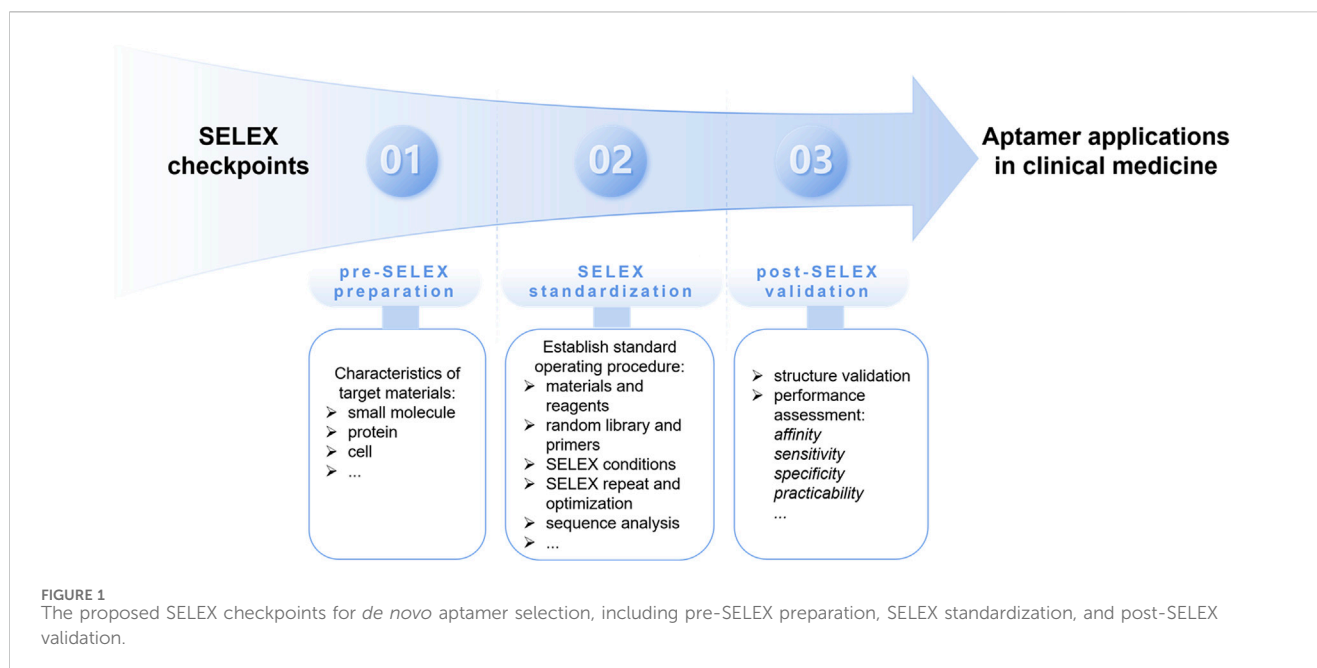 SELEX
checkpoints
01
02
03
Aptamer applications
in clinical medicine
pre-SELEX
preparation
SELEX
standardization
post-SELEX
validation
Characteristics of
target materials:
➢ small molecule
➢ protein
➢ cell
➢ ...
Establish standard
operating procedure:
➢ materials and
reagents
➢ random library and
primers
➢ SELEX conditions
➢ SELEX repeat and
optimization
➢ sequence analysis
➢ ...
➢ structure validation
➢ performance
assessment:
affinity
sensitivity
specificity
practicability
...
FIGURE 1
The proposed SELEX checkpoints for de novo aptamer selection, including pre-SELEX preparation, SELEX standardization, and post-SELEX
validation.